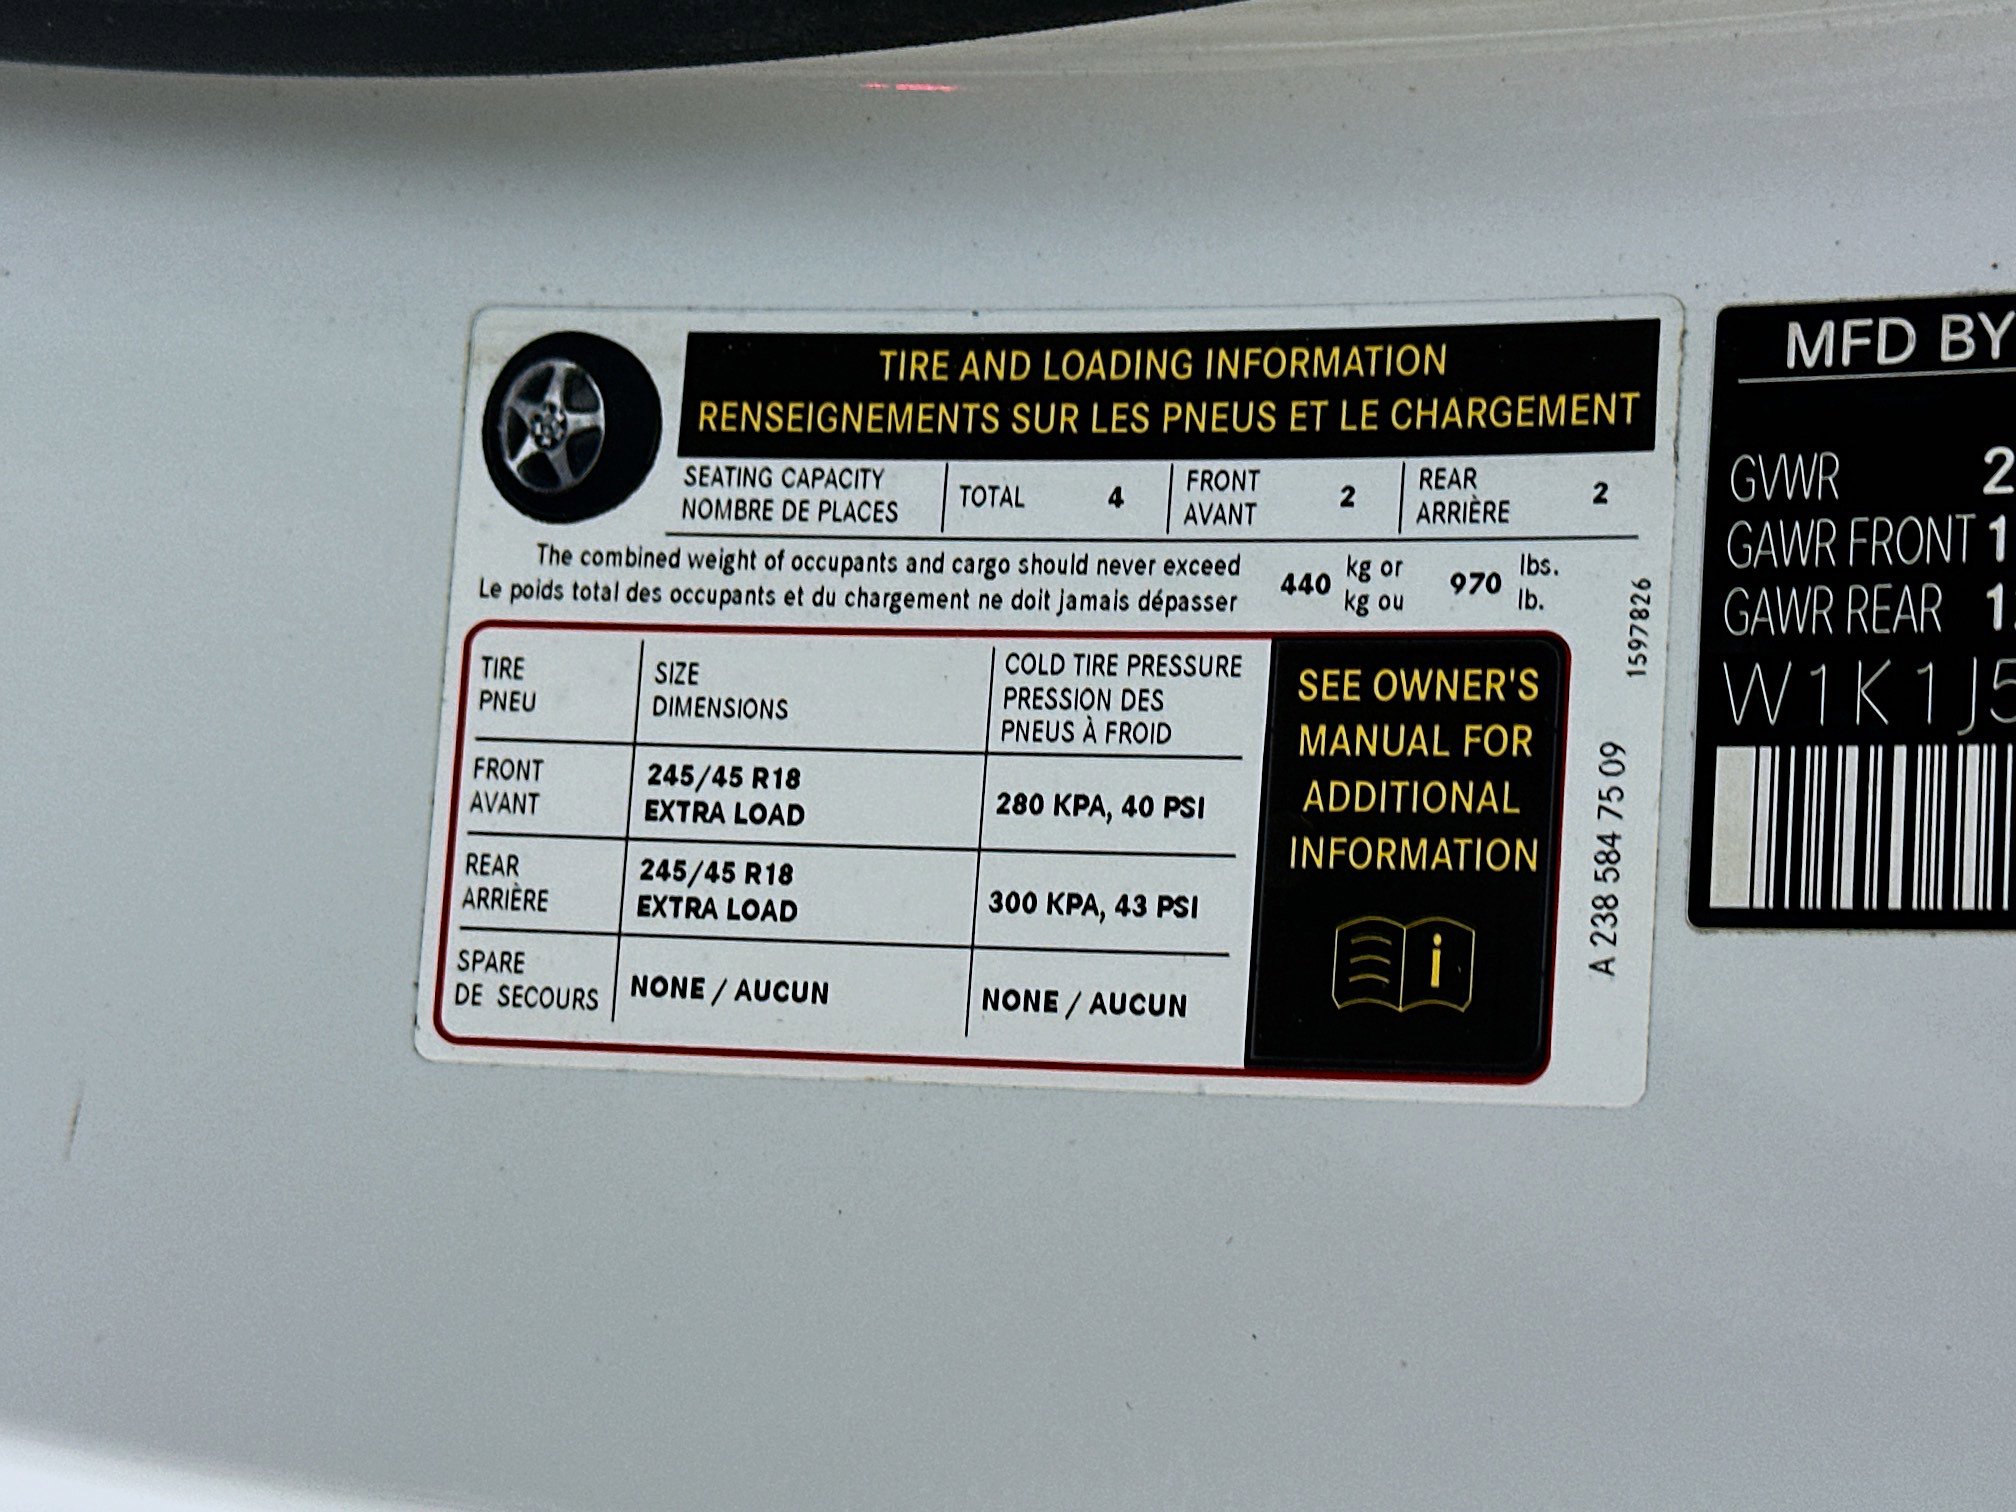 TIRE AND LOADING INFORMATION
RENSEIGNEMENTS SUR LES PNEUS ET LE CHARGEMENT
SEATING CAPACITY
NOMBRE DE PLACES
TOTAL 4
FRONT
AVANT
2
REAR
ARRIÈRE
2
The combined weight of occupants and cargo should never exceed
Le poids total des occupants et du chargement ne doit jamais dépasser
440
kg or
kg ou
970
lbs.
lb.
TIRE
PNEU
SIZE
DIMENSIONS
COLD TIRE PRESSURE
PRESSION DES
PNEUS À FROID
FRONT
AVANT
245/45 R18
EXTRA LOAD
280 KPA, 40 PSI
REAR
ARRIÈRE
245/45 R18
EXTRA LOAD
300 KPA, 43 PSI
SPARE
DE SECOURS
NONE / AUCUN
NONE / AUCUN
SEE OWNER'S
MANUAL FOR
ADDITIONAL
INFORMATION
i
1597826
A 238 584 75 09
MFD BY
GVWR 2
GAWR FRONT 1
GAWR REAR 1
W1K1J5